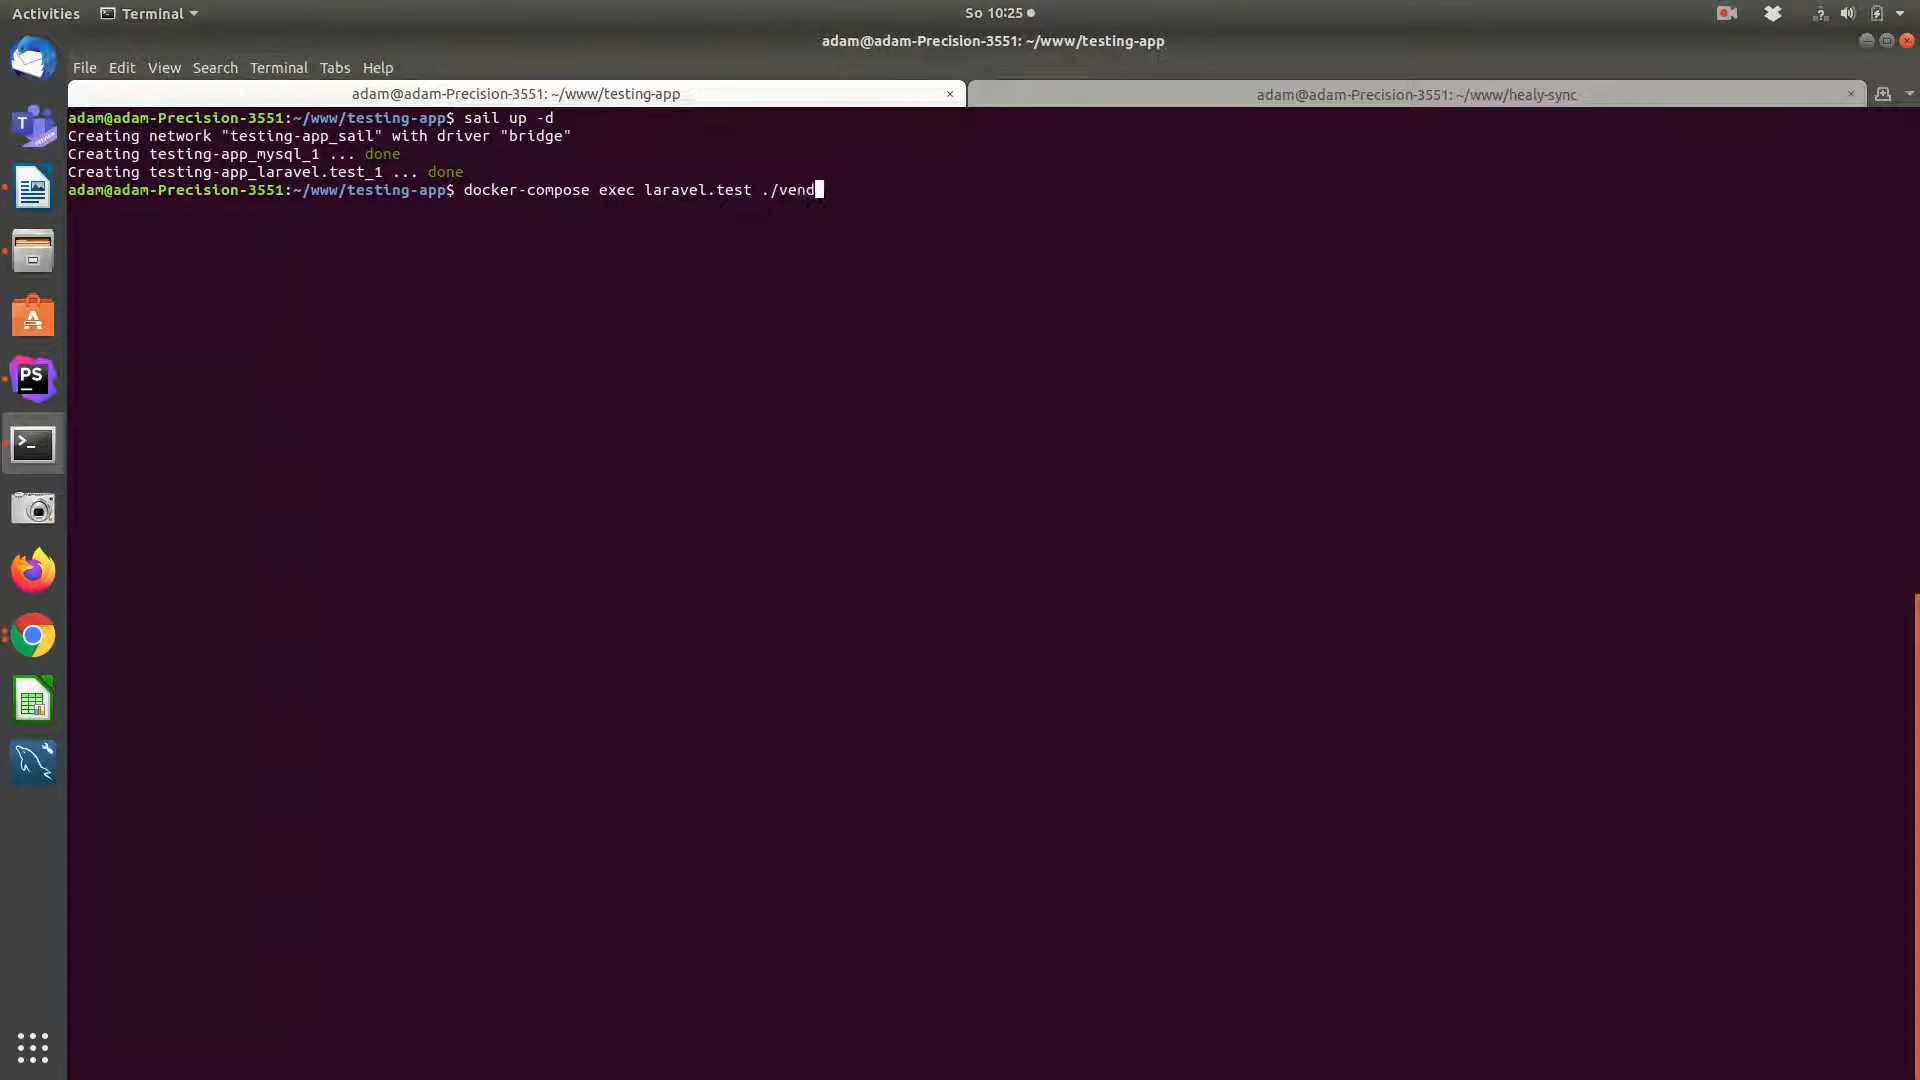 Activities Terminal So 10:25
adam@adam-Precision-3551: ~/www/testing-app
File Edit View Search Terminal Tabs Help
adam@adam-Precision-3551: ~/www/testing-app × adam@adam-Precision-3551: ~/www/healy-sync ×
adam@adam-Precision-3551:~/www/testing-app$ sail up -d
Creating network "testing-app_sail" with driver "bridge"
Creating testing-app_mysql_1 ... done
Creating testing-app_laravel.test_1 ... done
adam@adam-Precision-3551:~/www/testing-app$ docker-compose exec laravel.test ./vend
T
PS
>_